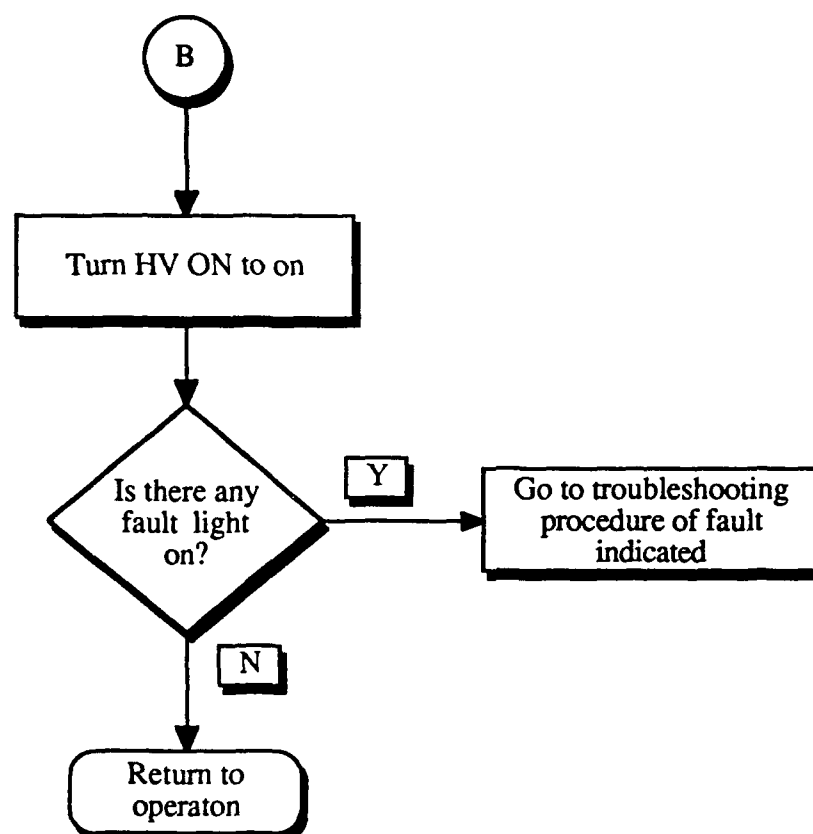 B
Turn HV ON to on
Is there any
fault light
on?
Y
Go to troubleshooting
procedure of fault
indicated
N
Return to
operaton